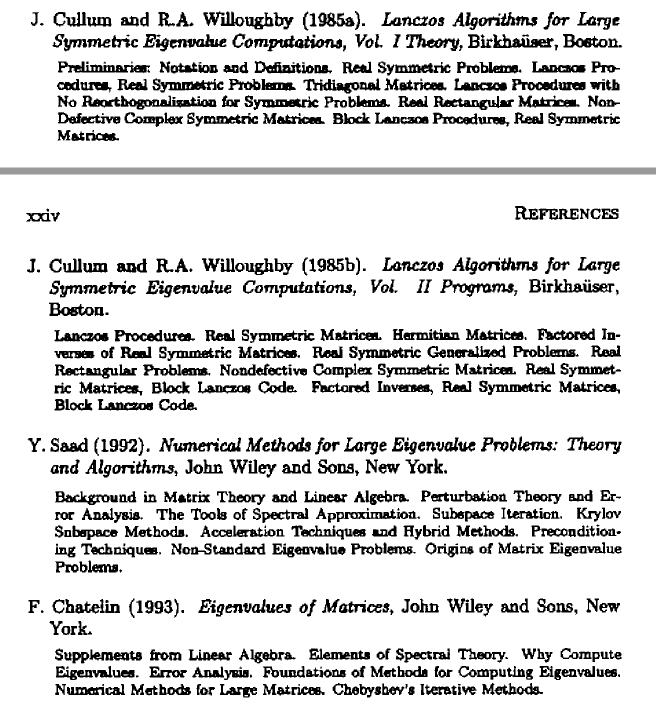 J. Cullum and R.A. Willoughby (1985a). Lanczos Algorithms for Large
Symmetric Eigenvalue Computations, Vol. I Theory, Birkhaüser, Boston.
Preliminaries: Notation and Definitions. Real Symmetric Problems. Lanczos Pro-
cedures, Real Symmetric Problems. Tridiagonal Matrices. Lanczos Procedures with
No Reorthogonalization for Symmetric Problems. Real Rectangular Matrices. Non-
Defective Complex Symmetric Matrices. Block Lanczos Procedures, Real Symmetric
Matrices.
xxiv REFERENCES
J. Cullum and R.A. Willoughby (1985b). Lanczos Algorithms for Large
Symmetric Eigenvalue Computations, Vol. II Programs, Birkhaüser,
Boston.
Lanczos Procedures. Real Symmetric Matrices. Hermitian Matrices. Factored In-
verses of Real Symmetric Matrices. Real Symmetric Generalized Problems. Real
Rectangular Problems. Nondefective Complex Symmetric Matrices. Real Symmet-
ric Matrices, Block Lanczos Code. Factored Inverses, Real Symmetric Matrices,
Block Lanczos Code.
Y. Saad (1992). Numerical Methods for Large Eigenvalue Problems: Theory
and Algorithms, John Wiley and Sons, New York.
Background in Matrix Theory and Linear Algebra. Perturbation Theory and Er-
ror Analysis. The Tools of Spectral Approximation. Subspace Iteration. Krylov
Subspace Methods. Acceleration Techniques and Hybrid Methods. Precondition-
ing Techniques. Non-Standard Eigenvalue Problems. Origins of Matrix Eigenvalue
Problems.
F. Chatelin (1993). Eigenvalues of Matrices, John Wiley and Sons, New
York.
Supplements from Linear Algebra. Elements of Spectral Theory. Why Compute
Eigenvalues. Error Analysis. Foundations of Methods for Computing Eigenvalues.
Numerical Methods for Large Matrices. Chebyshev's Iterative Methods.